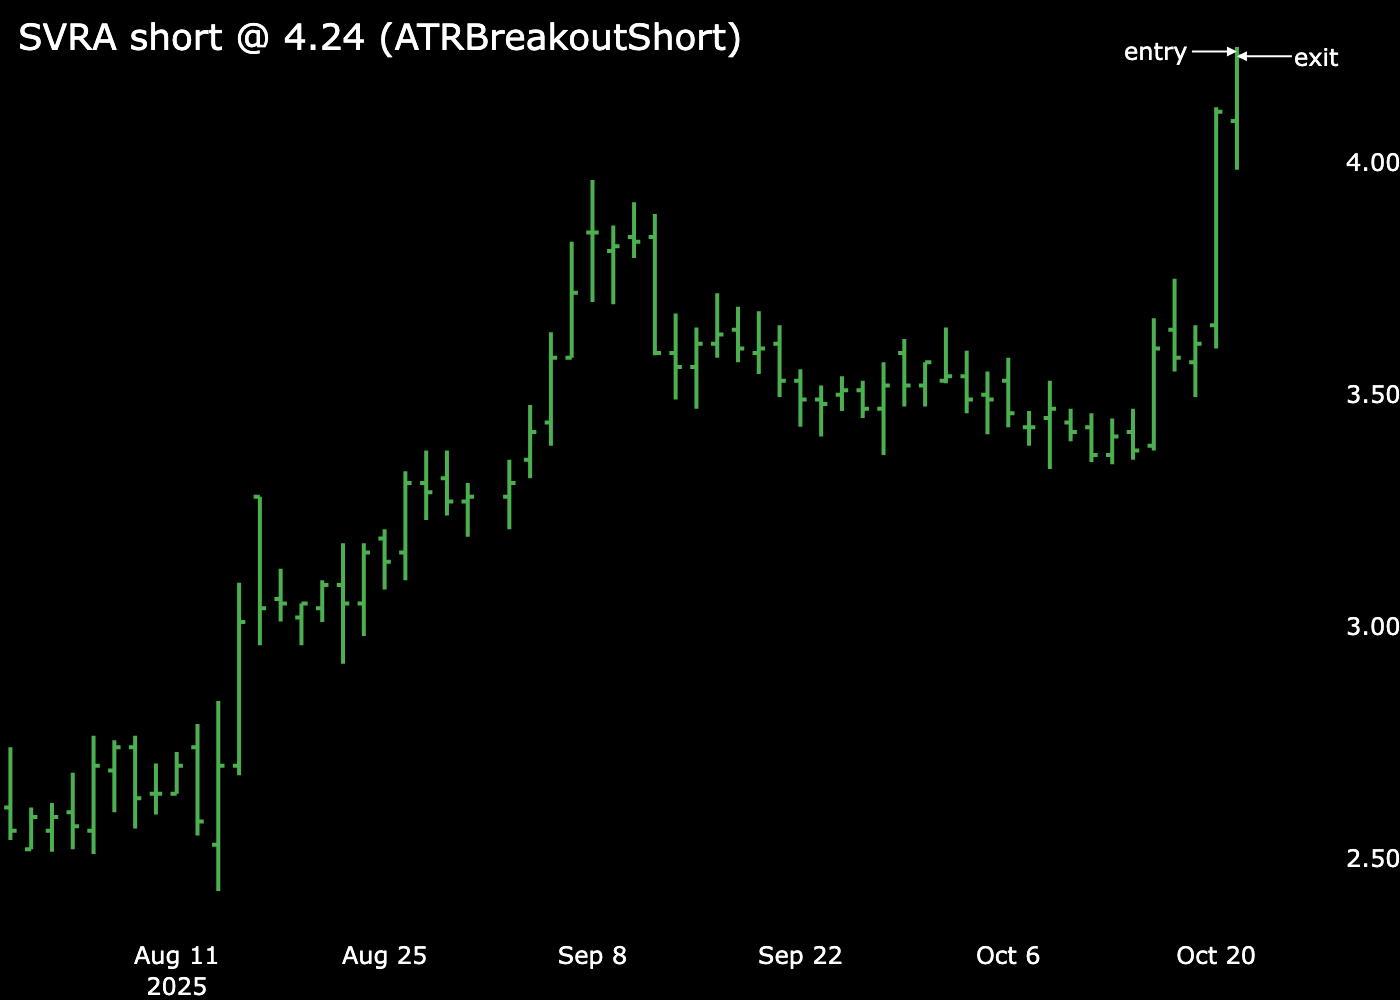 SVRA short @ 4.24 (ATRBreakoutShort)
entry
exit
4.00
3.50
3.00
2.50
Aug 11
2025
Aug 25
Sep 8
Sep 22
Oct 6
Oct 20